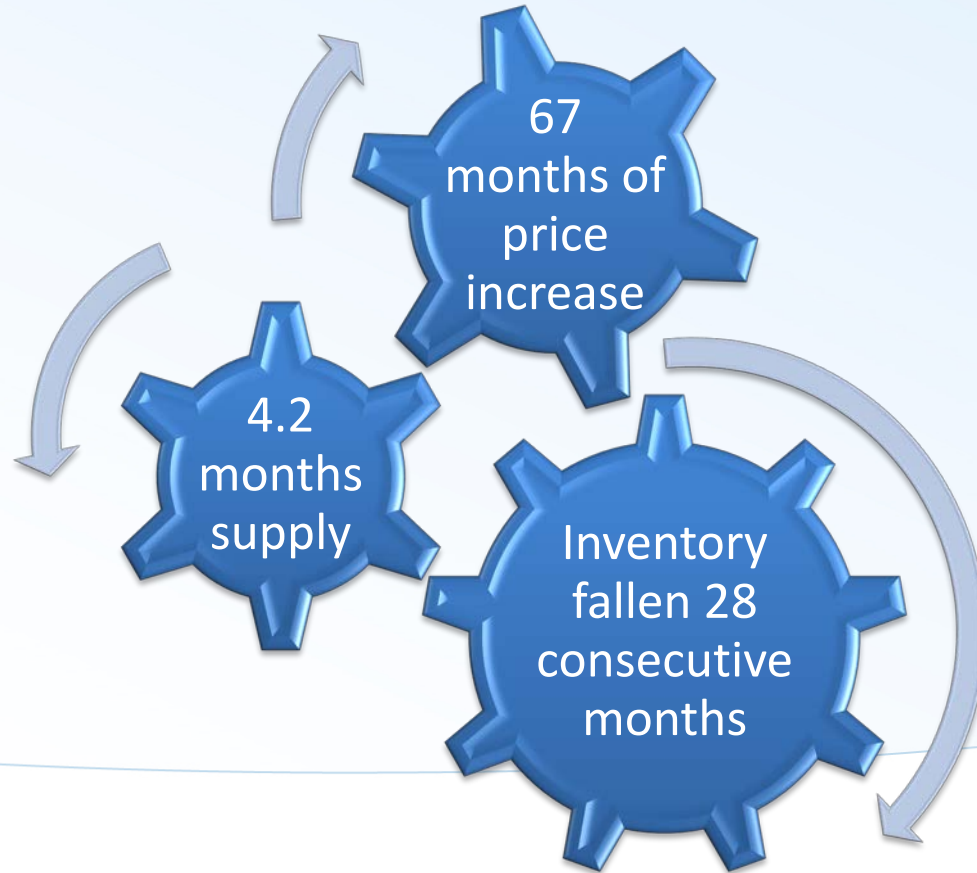 67
months of
price
increase
4.2
months
supply
Inventory
fallen 28
consecutive
months